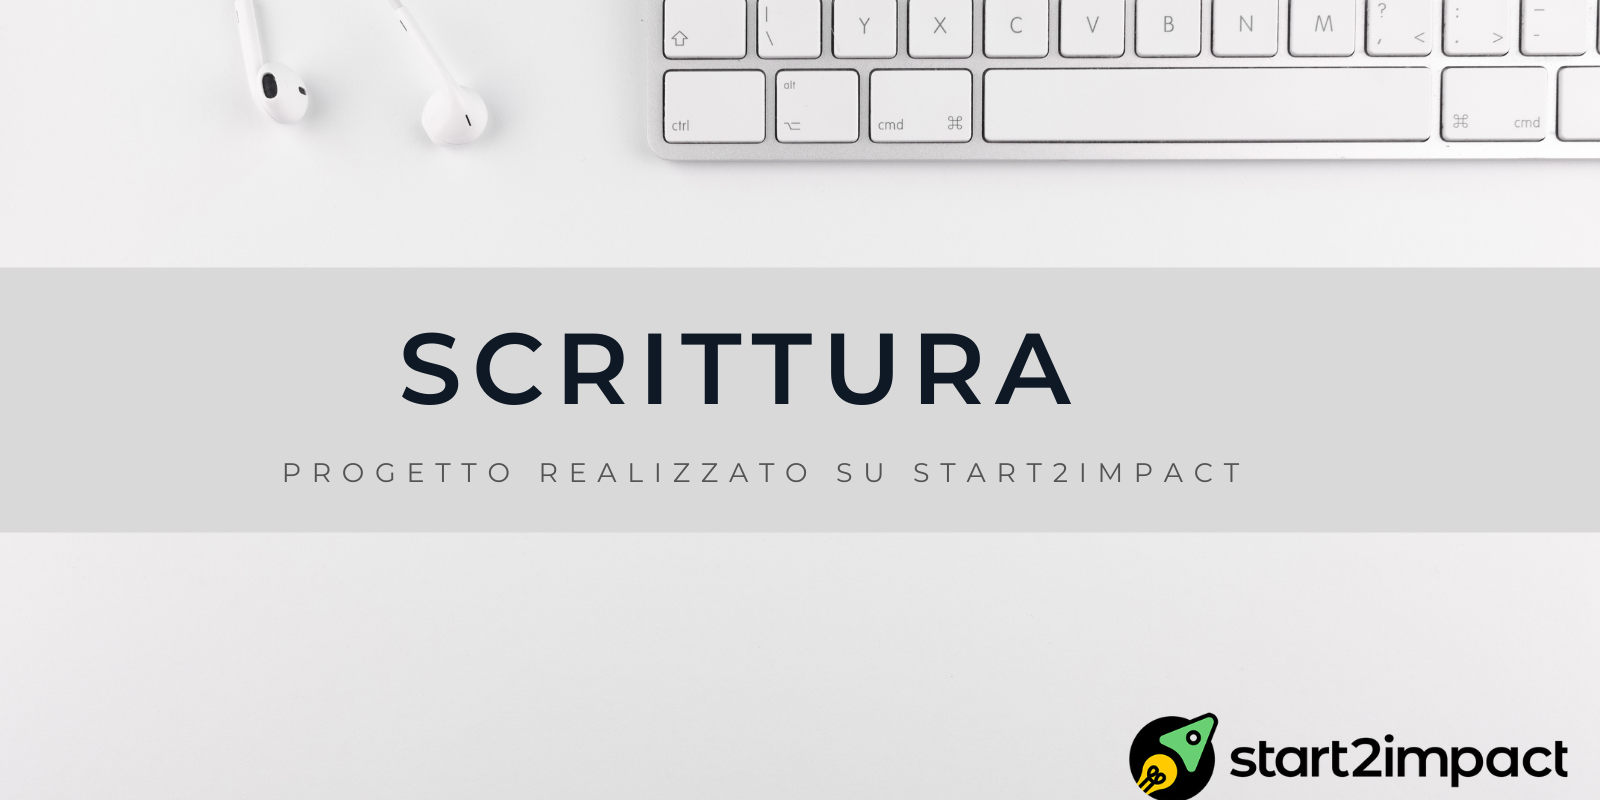 | Y X C V B N M ? : _
\ , < . > -
alt
ctrl cmd ⌘ ⌘ cmd
SCRITTURA
PROGETTO REALIZZATO SU START2IMPACT
start2impact